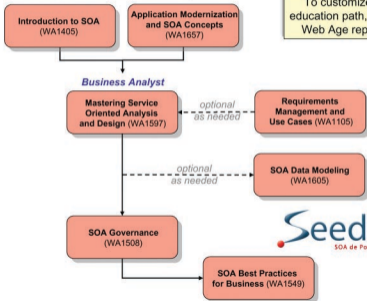 Introduction to SOA
(WA1405)
Application Modernization
and SOA Concepts
(WA1657)
To customize
education path,
Web Age rep
Business Analyst
Mastering Service
Oriented Analysis
and Design (WA1597)
optional
as needed
Requirements
Management and
Use Cases (WA1105)
optional
as needed
SOA Data Modeling
(WA1605)
SOA Governance
(WA1508)
Seed
SOA de Po
SOA Best Practices
for Business (WA1549)